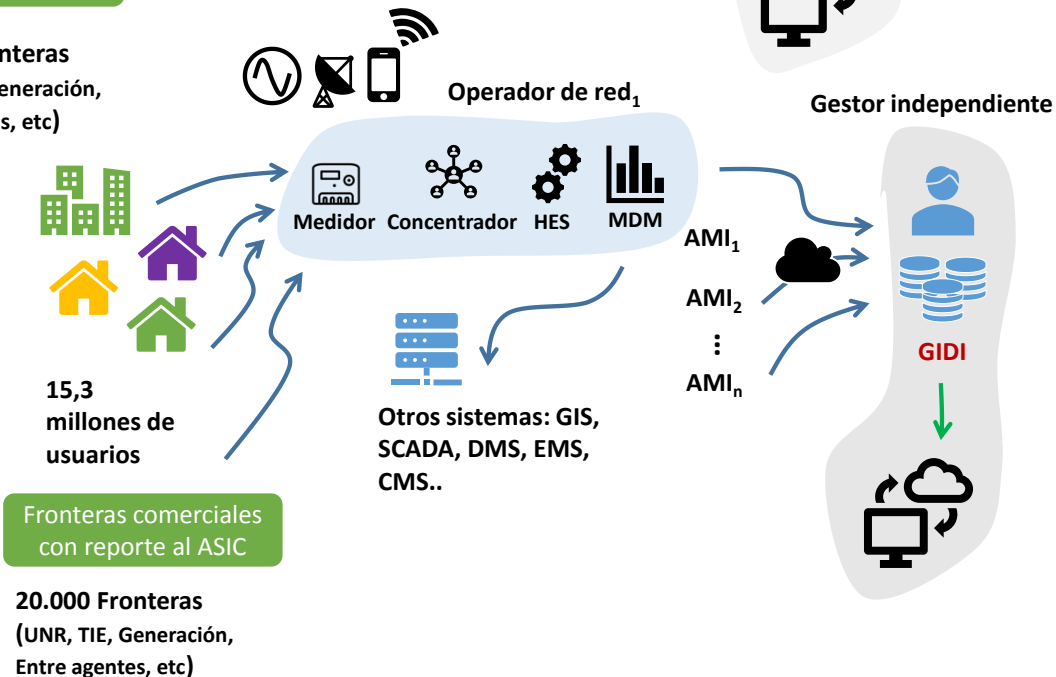 s, etc)
Operador de red1
Gestor independiente
Medidor Concentrador HES MDM
AMI1
AMI2
⋮
AMIn
GIDI
15,3
millones de
usuarios
Otros sistemas: GIS,
SCADA, DMS, EMS,
CMS..
Fronteras comerciales
con reporte al ASIC
20.000 Fronteras
(UNR, TIE, Generación,
Entre agentes, etc)